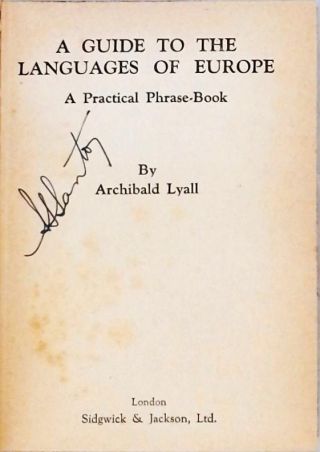 A GUIDE TO THE
LANGUAGES OF EUROPE
A Practical Phrase-Book
By
Archibald Lyall
London
Sidgwick & Jackson, Ltd.